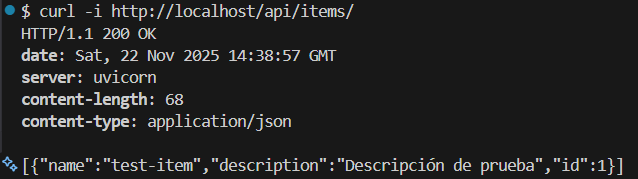 $ curl -i http://localhost/api/items/
HTTP/1.1 200 OK
date: Sat, 22 Nov 2025 14:38:57 GMT
server: uvicorn
content-length: 68
content-type: application/json
[{"name":"test-item","description":"Descripción de prueba","id":1}]